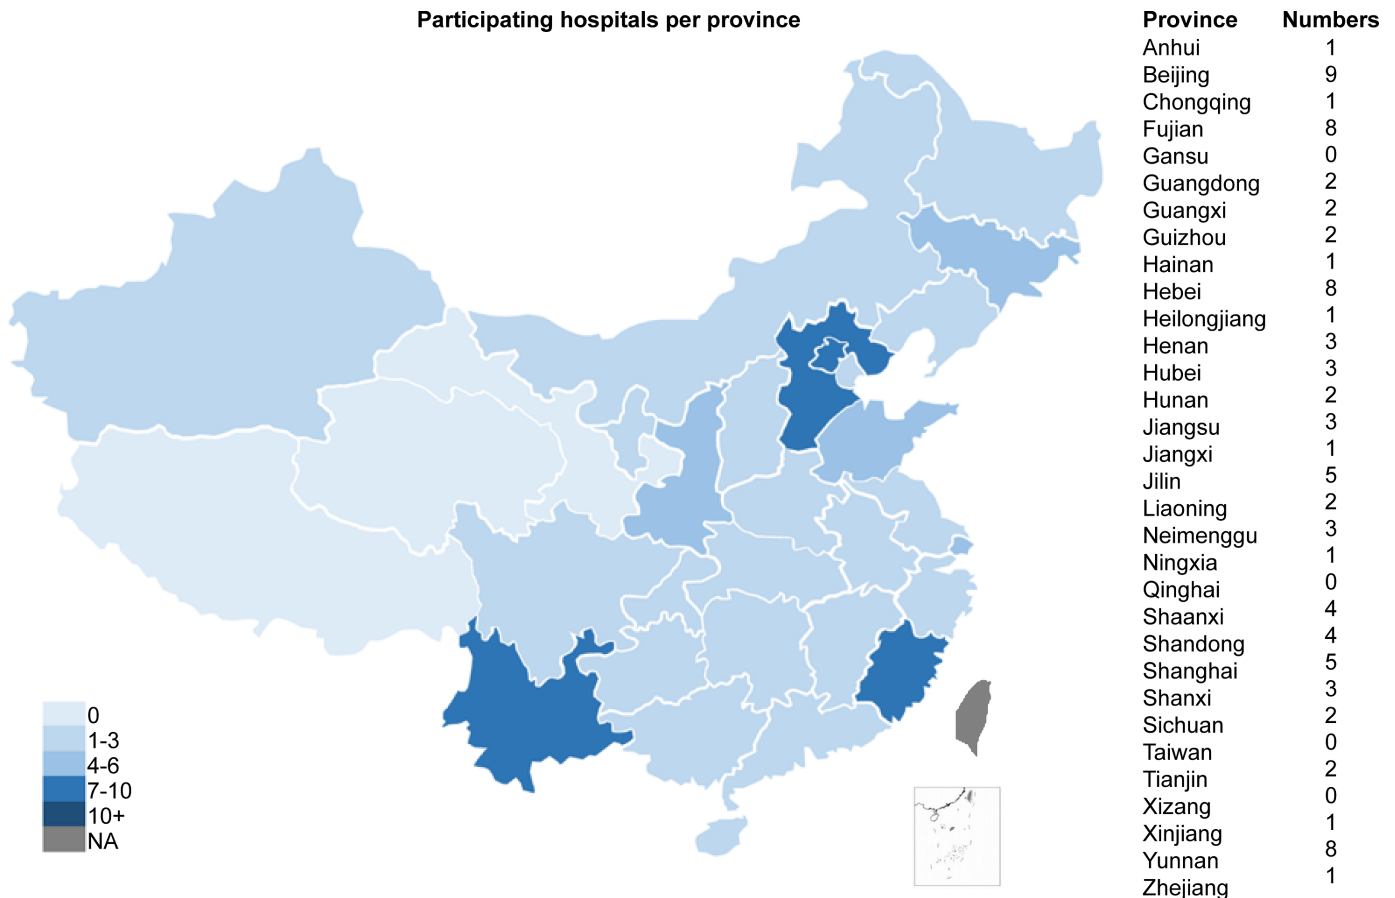 Participating hospitals per province
Province Numbers
Anhui 1
Beijing 9
Chongqing 1
Fujian 8
Gansu 0
Guangdong 2
Guangxi 2
Guizhou 2
Hainan 1
Hebei 8
Heilongjiang 1
Henan 3
Hubei 3
Hunan 2
Jiangsu 3
Jiangxi 1
Jilin 5
Liaoning 2
Neimenggu 3
Ningxia 1
Qinghai 0
Shaanxi 4
Shandong 4
Shanghai 5
Shanxi 3
Sichuan 2
Taiwan 0
Tianjin 2
Xizang 0
Xinjiang 1
Yunnan 8
Zhejiang 1
0
1-3
4-6
7-10
10+
NA